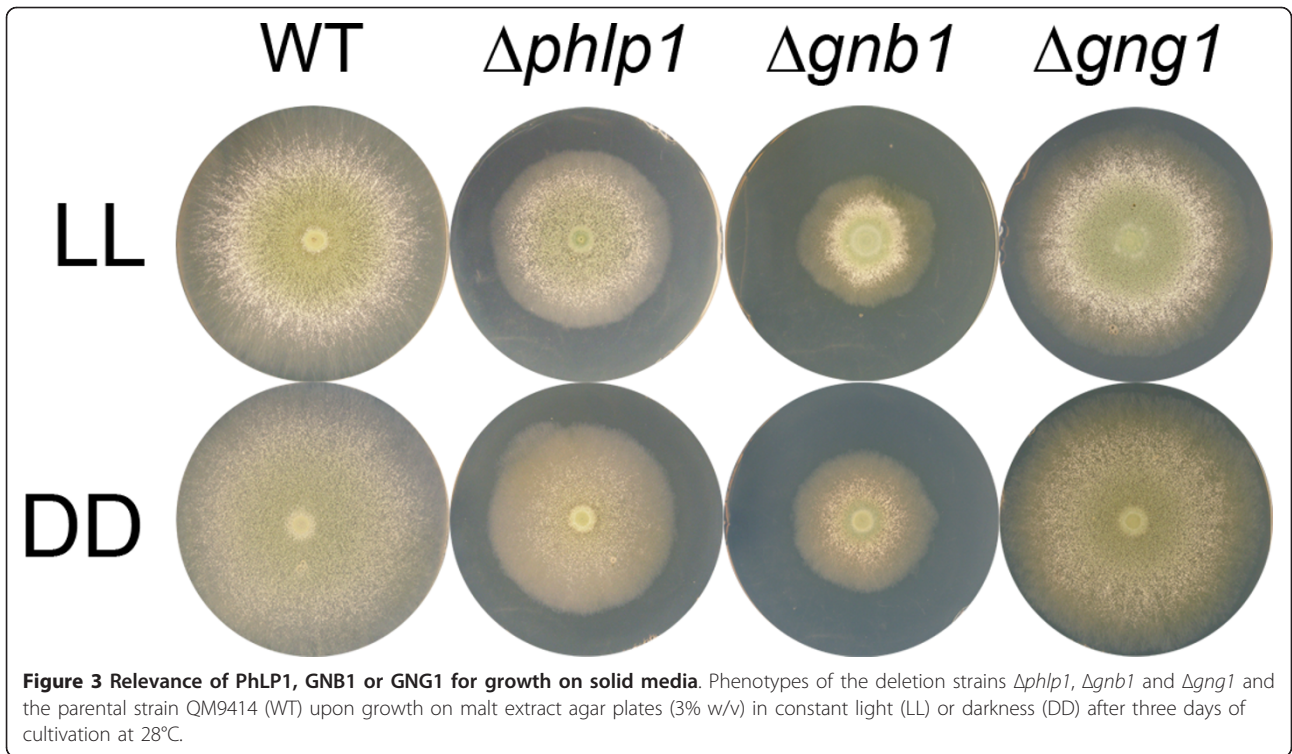 WT Δphlp1 Δgnb1 Δgng1
LL
DD
Figure 3 Relevance of PhLP1, GNB1 or GNG1 for growth on solid media. Phenotypes of the deletion strains Δphlp1, Δgnb1 and Δgng1 and
the parental strain QM9414 (WT) upon growth on malt extract agar plates (3% w/v) in constant light (LL) or darkness (DD) after three days of
cultivation at 28°C.